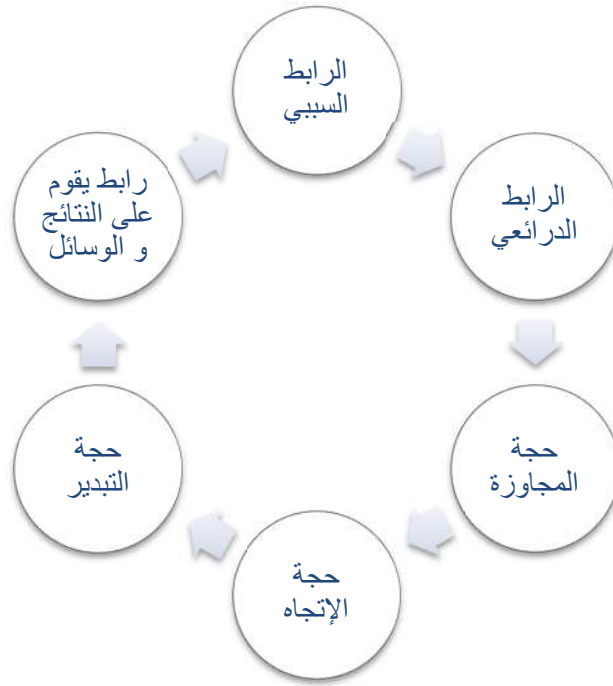 الرابط
السببي
الرابط
الدرائعي
حجة
المجاوزة
حجة
الإتجاه
حجة
التبدير
رابط يقوم
على النتائج
و الوسائل